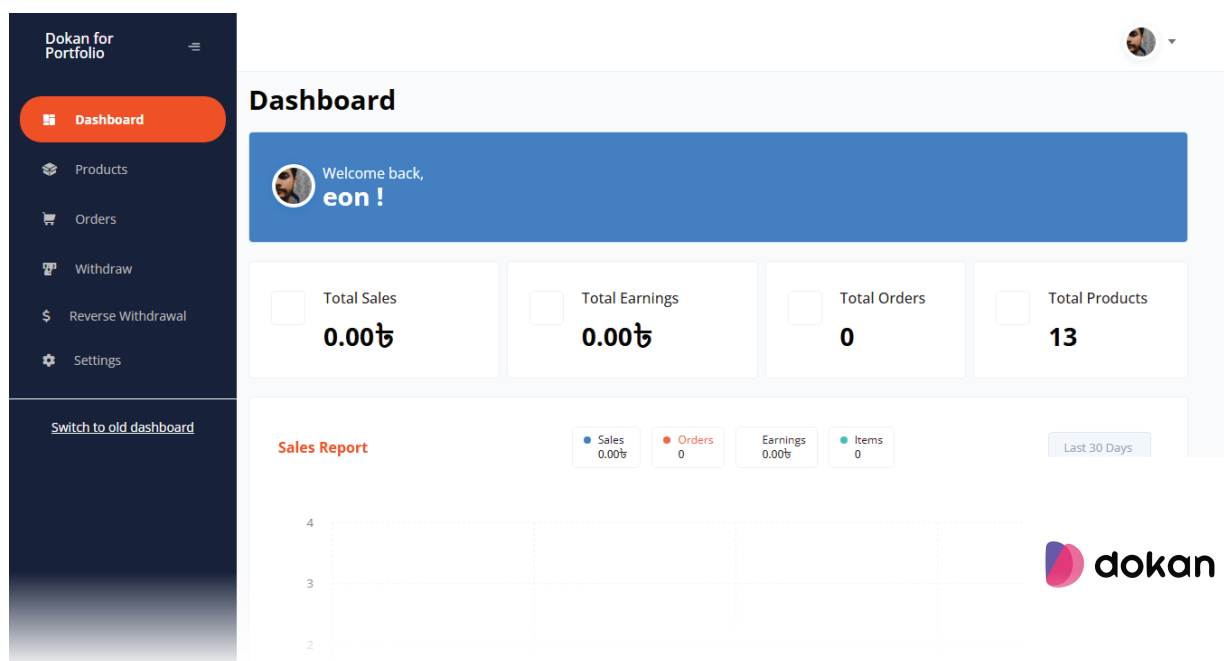 Dokan for
Portfolio
Dashboard
Products
Orders
Withdraw
$ Reverse Withdrawal
Settings
Switch to old dashboard
Dashboard
Welcome back,
eon !
Total Sales
0.00৳
Total Earnings
0.00৳
Total Orders
0
Total Products
13
Sales Report
Sales
0.00৳
Orders
0
Earnings
0.00৳
Items
0
Last 30 Days
4
3
2
dokan